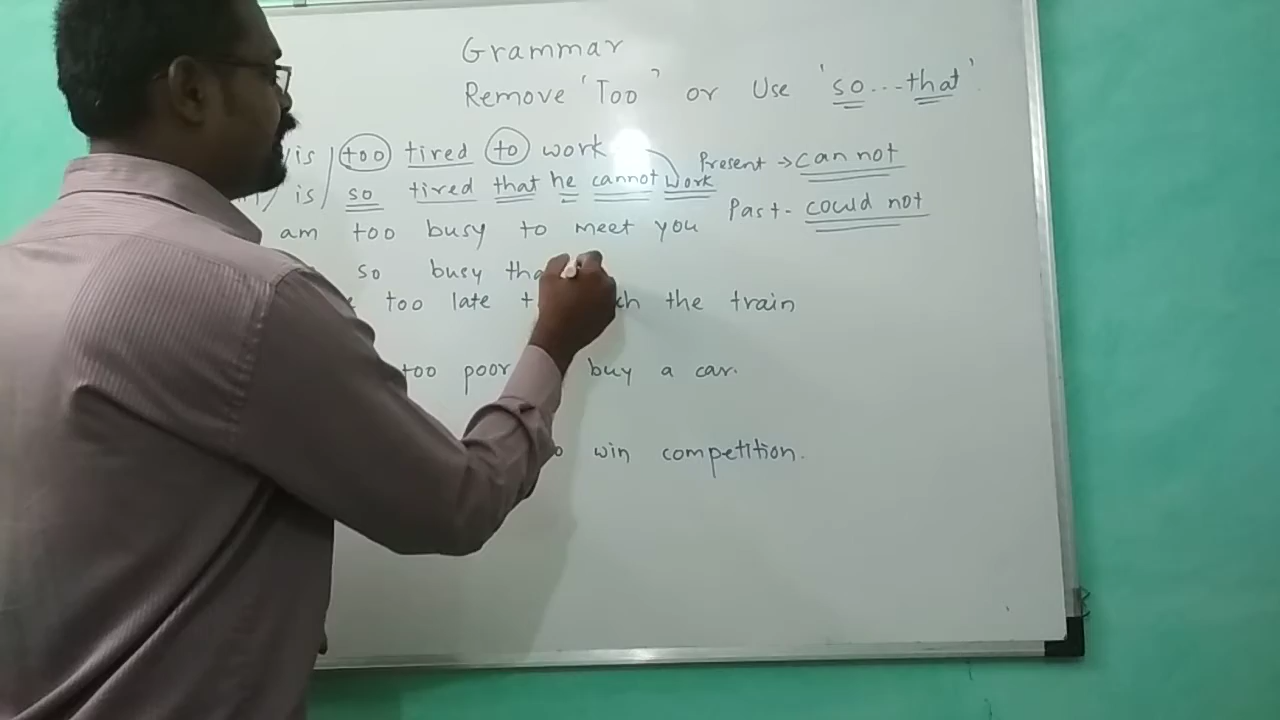 Grammar
Remove 'Too' or Use 'so...that'.
is too tired to work Present → cannot
is so tired that he cannot work
Past - could not
am too busy to meet you
so busy
too late the train
too poor buy a car.
win competition.